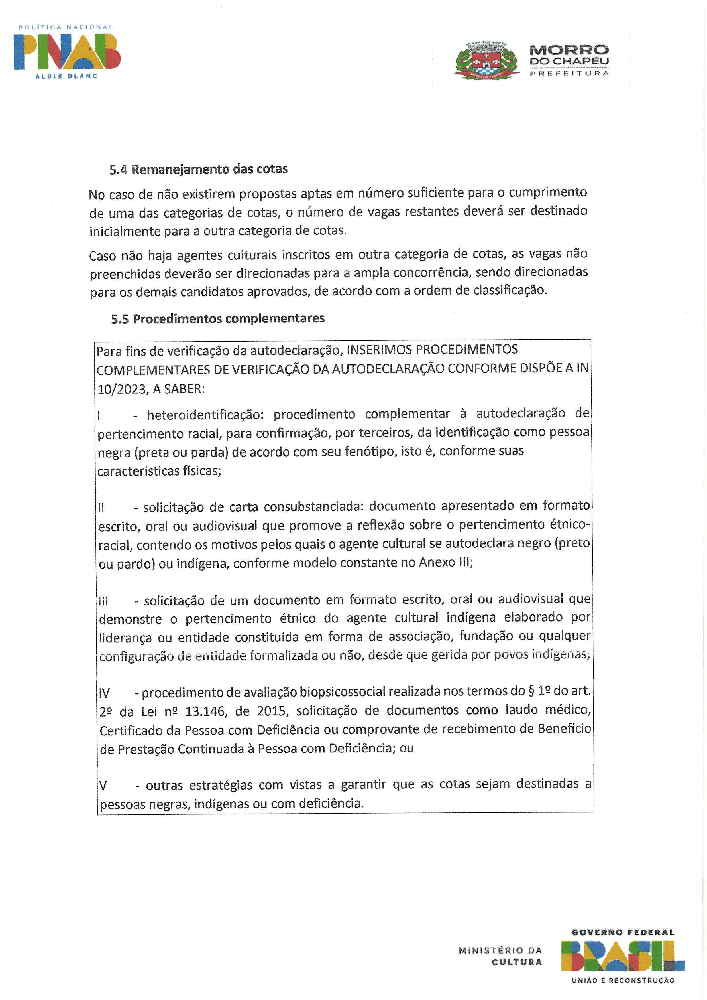 POLÍTICA NACIONAL
PNAB
ALDIR BLANC
MORRO DO CHAPÉU
MORRO
DO CHAPÉU
PREFEITURA
5.4 Remanejamento das cotas
No caso de não existirem propostas aptas em número suficiente para o cumprimento
de uma das categorias de cotas, o número de vagas restantes deverá ser destinado
inicialmente para a outra categoria de cotas.
Caso não haja agentes culturais inscritos em outra categoria de cotas, as vagas não
preenchidas deverão ser direcionadas para a ampla concorrência, sendo direcionadas
para os demais candidatos aprovados, de acordo com a ordem de classificação.
5.5 Procedimentos complementares
Para fins de verificação da autodeclaração, INSERIMOS PROCEDIMENTOS
COMPLEMENTARES DE VERIFICAÇÃO DA AUTODECLARAÇÃO CONFORME DISPÕE A IN
10/2023, A SABER:
I - heteroidentificação: procedimento complementar à autodeclaração de
pertencimento racial, para confirmação, por terceiros, da identificação como pessoa
negra (preta ou parda) de acordo com seu fenótipo, isto é, conforme suas
características físicas;
II - solicitação de carta consubstanciada: documento apresentado em formato
escrito, oral ou audiovisual que promove a reflexão sobre o pertencimento étnico-
racial, contendo os motivos pelos quais o agente cultural se autodeclara negro (preto
ou pardo) ou indígena, conforme modelo constante no Anexo III;
III - solicitação de um documento em formato escrito, oral ou audiovisual que
demonstre o pertencimento étnico do agente cultural indígena elaborado por
liderança ou entidade constituída em forma de associação, fundação ou qualquer
configuração de entidade formalizada ou não, desde que gerida por povos indígenas;
IV - procedimento de avaliação biopsicossocial realizada nos termos do § 1º do art.
2º da Lei nº 13.146, de 2015, solicitação de documentos como laudo médico,
Certificado da Pessoa com Deficiência ou comprovante de recebimento de Benefício
de Prestação Continuada à Pessoa com Deficiência; ou
V - outras estratégias com vistas a garantir que as cotas sejam destinadas a
pessoas negras, indígenas ou com deficiência.
MINISTÉRIO DA
CULTURA
GOVERNO FEDERAL
BRASIL
UNIÃO E RECONSTRUÇÃO